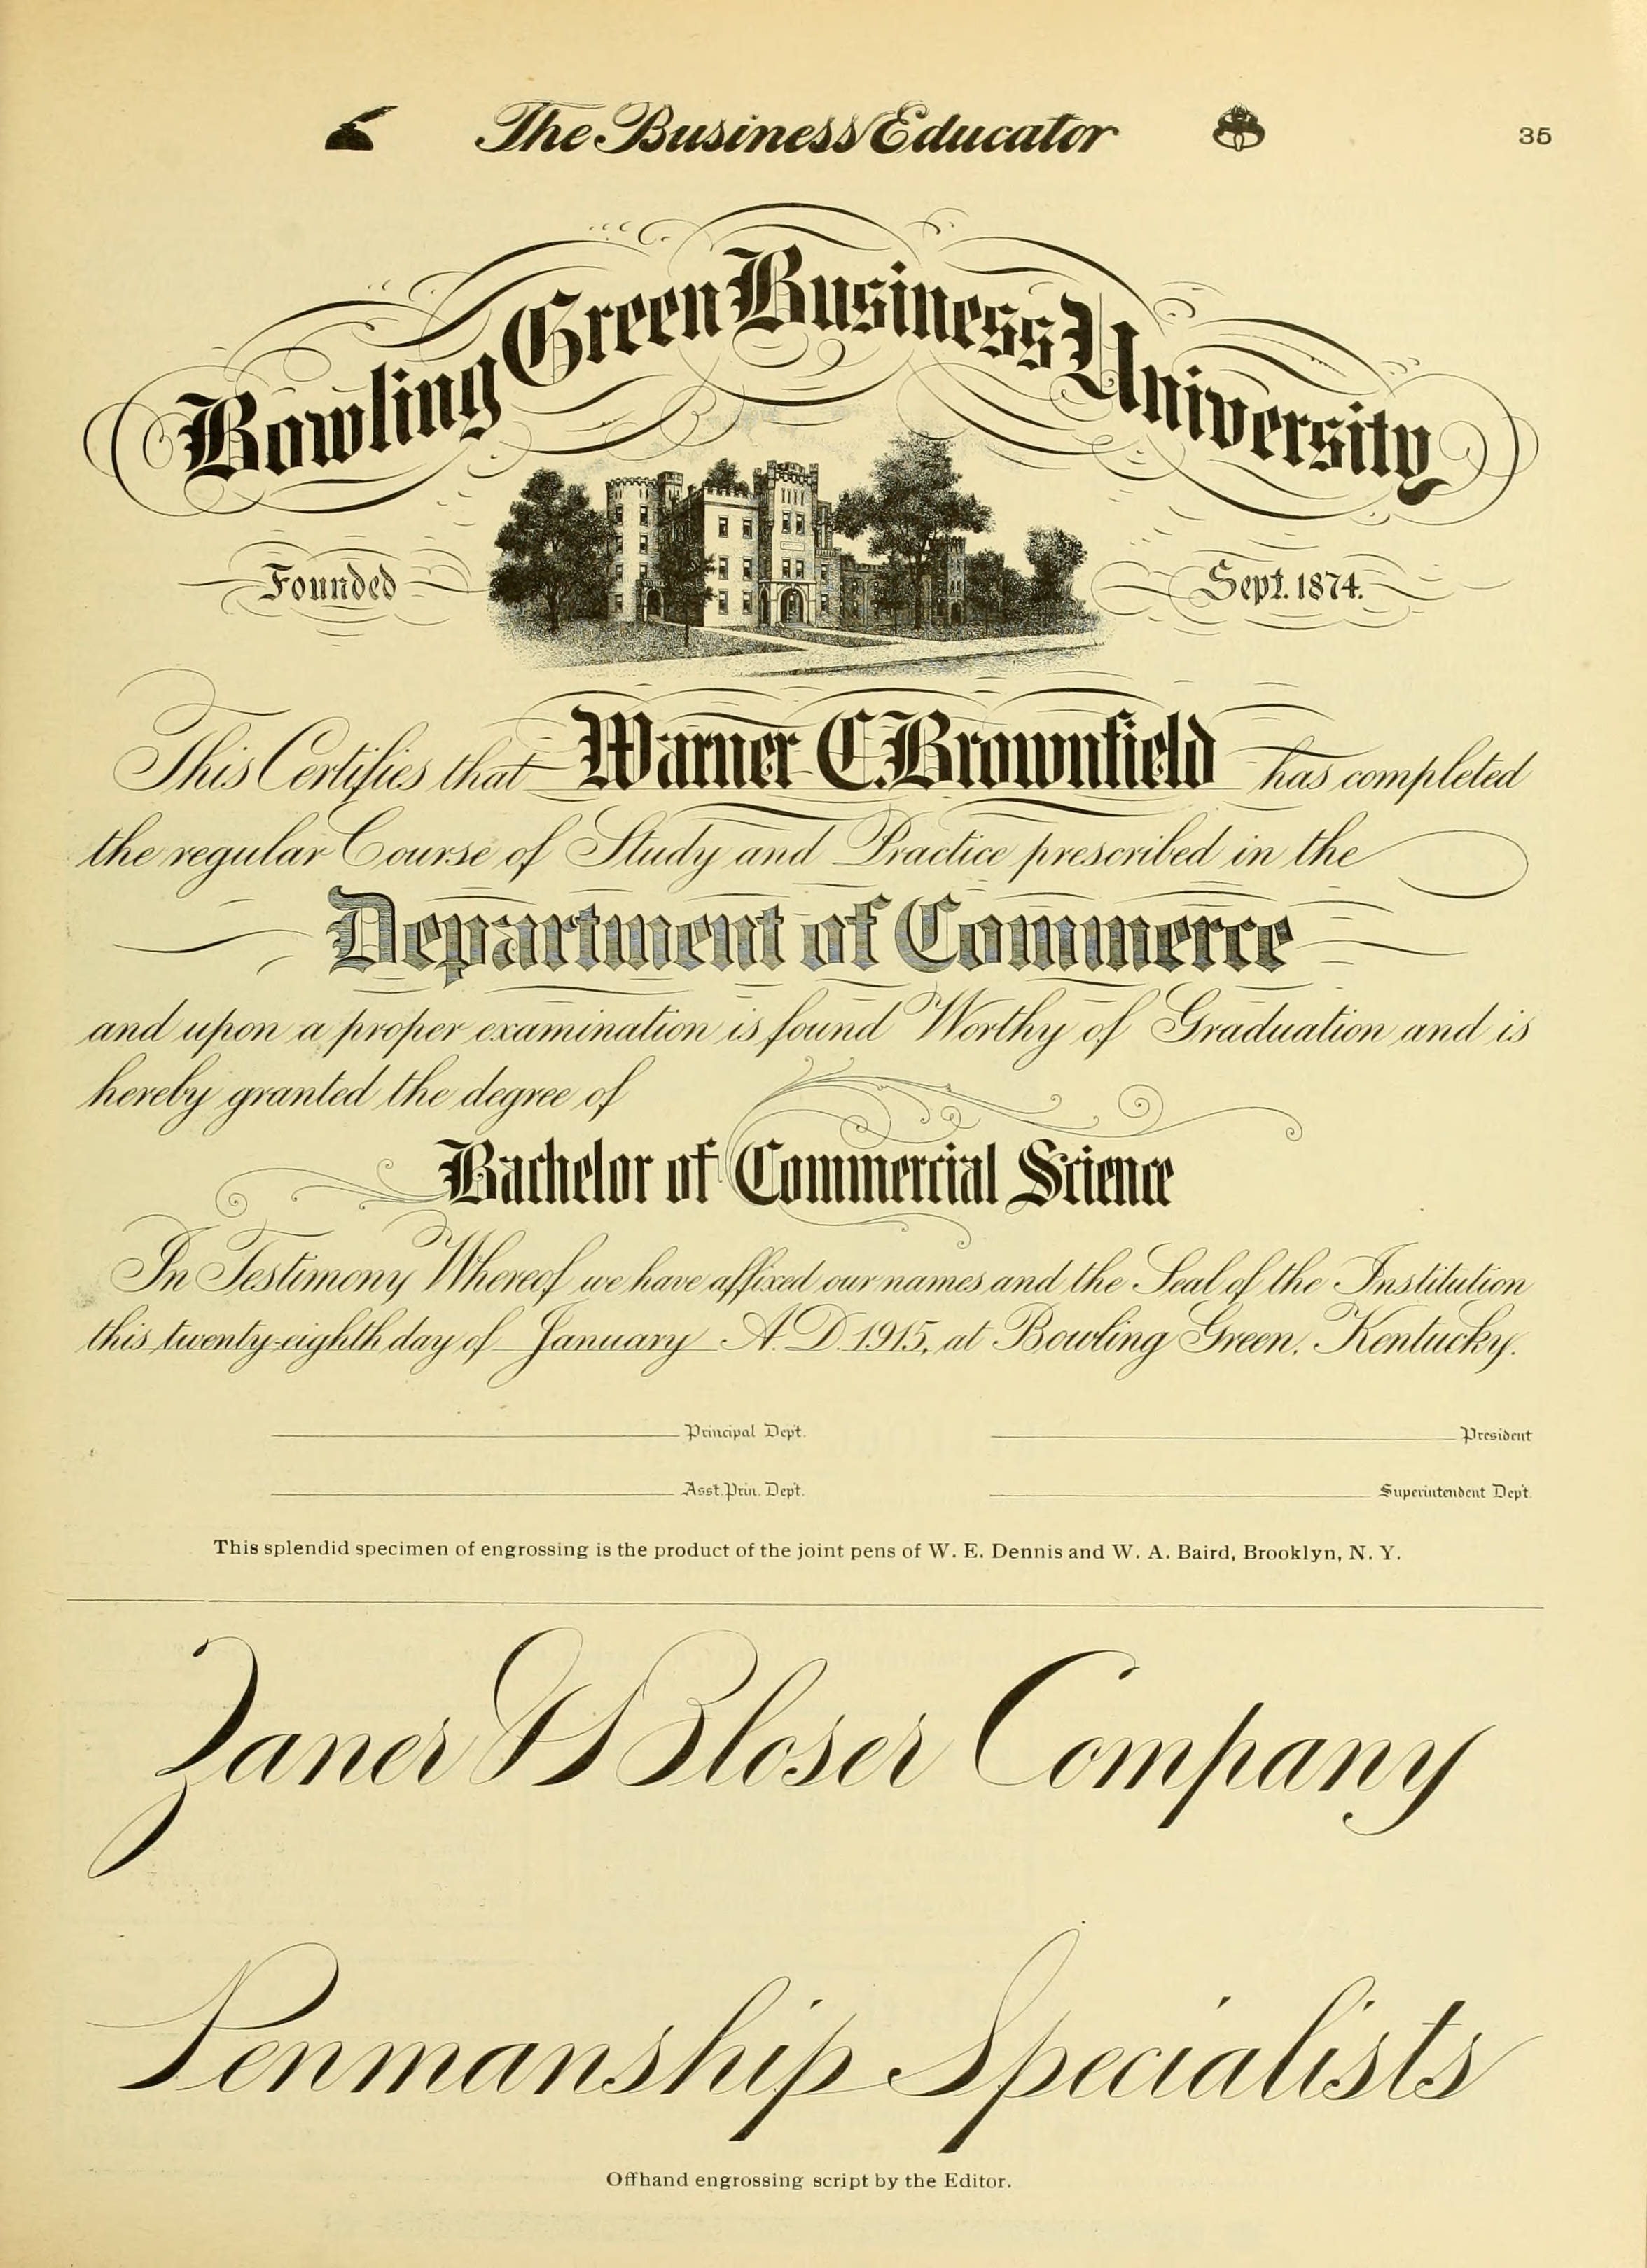 The Business Educator
35
Bowling Green Business University
Founded
Sept. 1874.
This Certifies that Warner C. Brownfield has completed
the regular Course of Study and Practice prescribed in the
Department of Commerce
and upon a proper examination is found Worthy of Graduation and is
hereby granted the degree of
Bachelor of Commercial Science
In Testimony Whereof we have affixed our names and the Seal of the Institution
this twenty-eighth day of January A.D. 1915, at Bowling Green, Kentucky.
Principal Dept.
President
Asst. Prin. Dept.
Superintendent Dept.
This splendid specimen of engrossing is the product of the joint pens of W. E. Dennis and W. A. Baird, Brooklyn, N. Y.
Zaner & Bloser Company
Penmanship Specialists
Offhand engrossing script by the Editor.